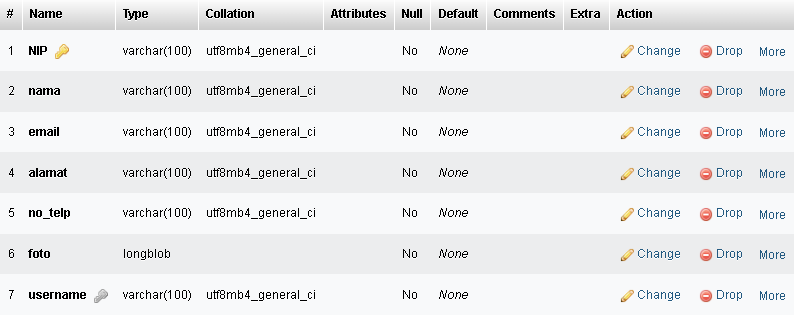 # Name Type Collation Attributes Null Default Comments Extra Action
1 NIP varchar(100) utf8mb4_general_ci No None Change Drop More
2 nama varchar(100) utf8mb4_general_ci No None Change Drop More
3 email varchar(100) utf8mb4_general_ci No None Change Drop More
4 alamat varchar(100) utf8mb4_general_ci No None Change Drop More
5 no_telp varchar(100) utf8mb4_general_ci No None Change Drop More
6 foto longblob No None Change Drop More
7 username varchar(100) utf8mb4_general_ci No None Change Drop More